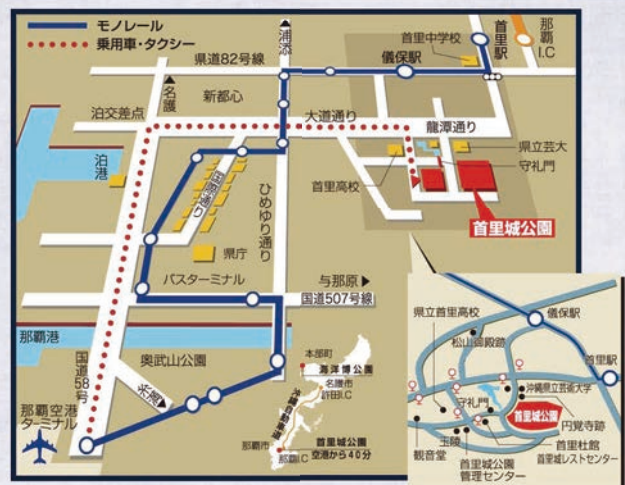 モノレール
乗用車・タクシー
▲浦添
首里中学校
首里駅
那覇I.C
県道82号線
儀保駅
▲名護
新都心
泊交差点
大道通り
龍潭通り
県立芸大
守礼門
首里高校
首里城公園
泊港
国際通り
ひめゆり通り
県庁
バスターミナル
与那原▶
国道507号線
那覇港
国道58号
奥武山公園
糸満▼
那覇空港
ターミナル
本部町
海洋博公園
名護市
許田I.C
沖縄自動車道
那覇市
那覇I.C
首里城公園
空港から40分
県立首里高校
儀保駅
松山御殿跡
首里駅
沖縄県立芸術大学
守礼門
首里城公園
円覚寺跡
玉陵
観音堂
首里杜館
首里城レストセンター
首里城公園
管理センター